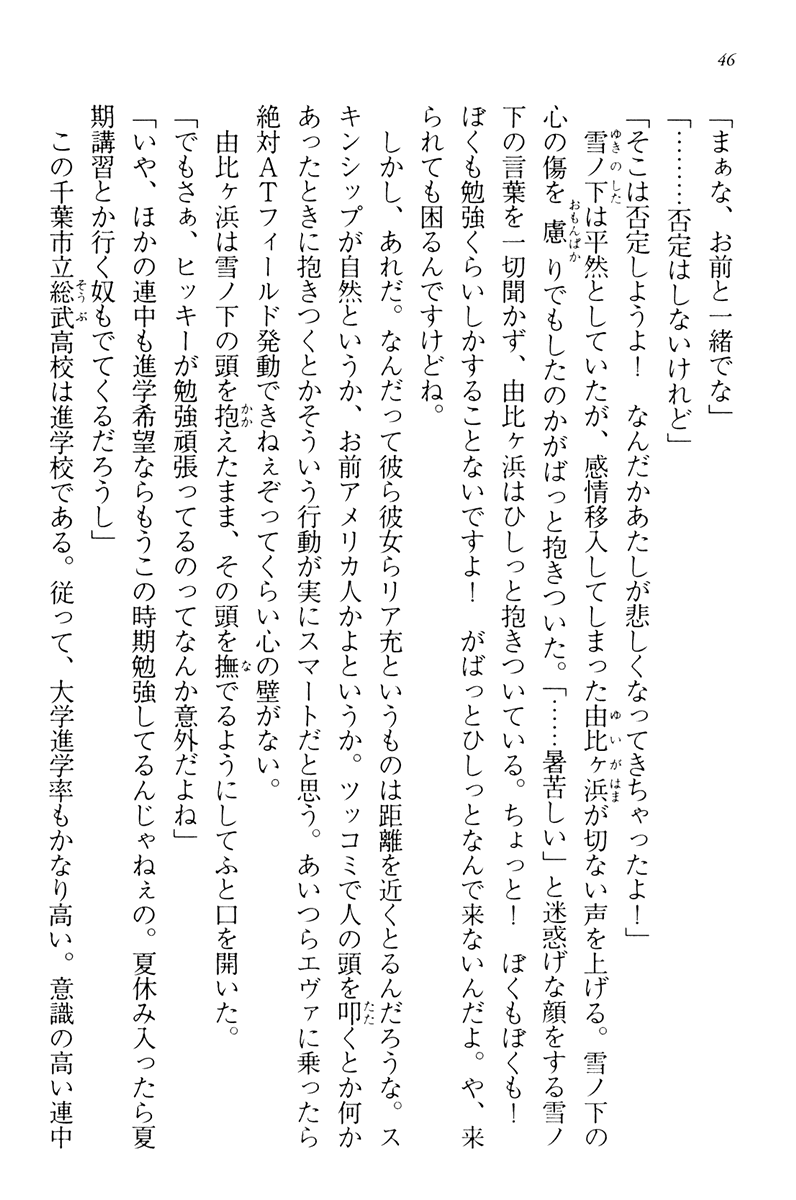 46
「まぁな、お前と一緒でな」
「………否定はしないけれど」
「そこは否定しようよ！　なんだかあたしが悲しくなってきちゃったよ！」
　雪ノ下は平然としていたが、感情移入してしまった由比ヶ浜が切ない声を上げる。雪ノ下の
心の傷を慮りでもしたのかがばっと抱きついた。「……暑苦しい」と迷惑げな顔をする雪ノ
下の言葉を一切聞かず、由比ヶ浜はひしっと抱きついている。ちょっと！　ぼくもぼくも！
ぼくも勉強くらいしかすることないですよ！　がばっとひしっとなんで来ないんだよ。や、来
られても困るんですけどね。
　しかし、あれだ。なんだって彼ら彼女らリア充というものは距離を近くとるんだろうな。ス
キンシップが自然というか、お前アメリカ人かよというか。ツッコミで人の頭を叩くとか何か
あったときに抱きつくとかそういう行動が実にスマートだと思う。あいつらエヴァに乗ったら
絶対ATフィールド発動できねぇぞってくらい心の壁がない。
　由比ヶ浜は雪ノ下の頭を抱えたまま、その頭を撫でるようにしてふと口を開いた。
「でもさぁ、ヒッキーが勉強頑張ってるのってなんか意外だよね」
「いや、ほかの連中も進学希望ならもうこの時期勉強してるんじゃねぇの。夏休み入ったら夏
期講習とか行く奴もでてくるだろうし」
　この千葉市立総武高校は進学校である。従って、大学進学率もかなり高い。意識の高い連中